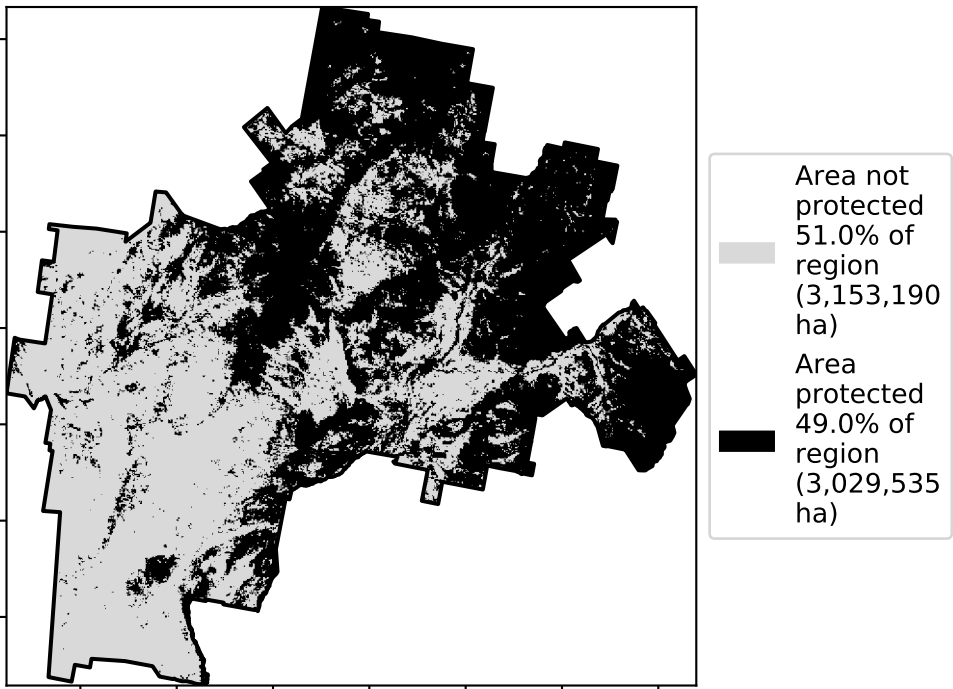 Area not
protected
51.0% of
region
(3,153,190
ha)
Area
protected
49.0% of
region
(3,029,535
ha)